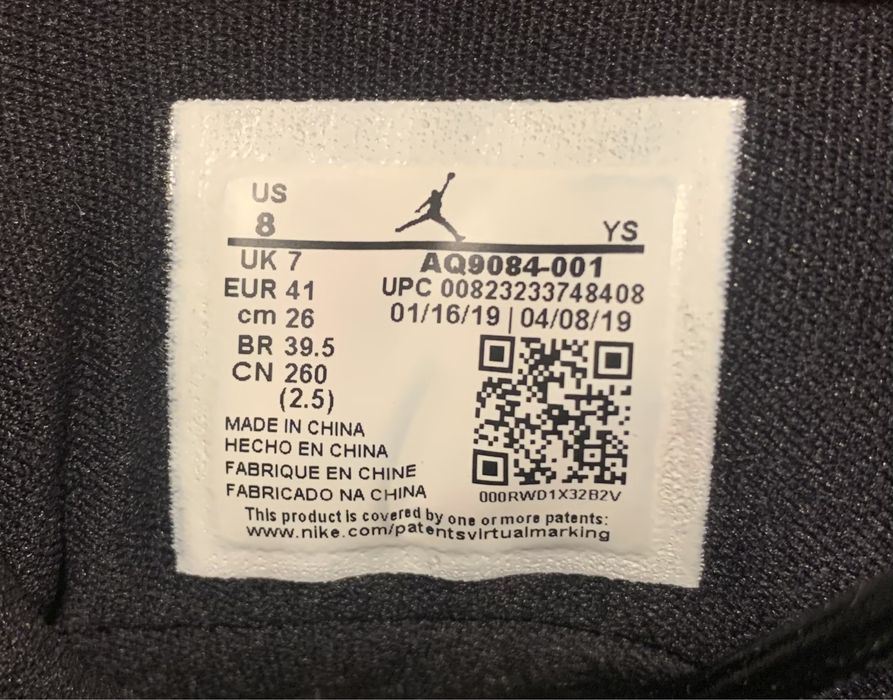 US
8 YS
UK 7 AQ9084-001
EUR 41 UPC 00823233748408
cm 26 01/16/19 | 04/08/19
BR 39.5
CN 260
(2.5)
MADE IN CHINA
HECHO EN CHINA
FABRIQUE EN CHINE
FABRICADO NA CHINA
000RWD1X32B2V
This product is covered by one or more patents:
www.nike.com/patentsvirtualmarking